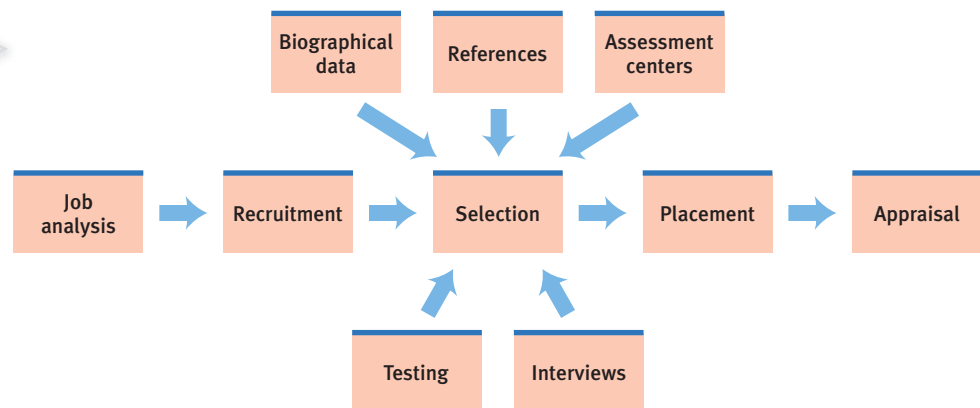 Biographical
data
References
Assessment
centers
Job
analysis
Recruitment
Selection
Placement
Appraisal
Testing
Interviews